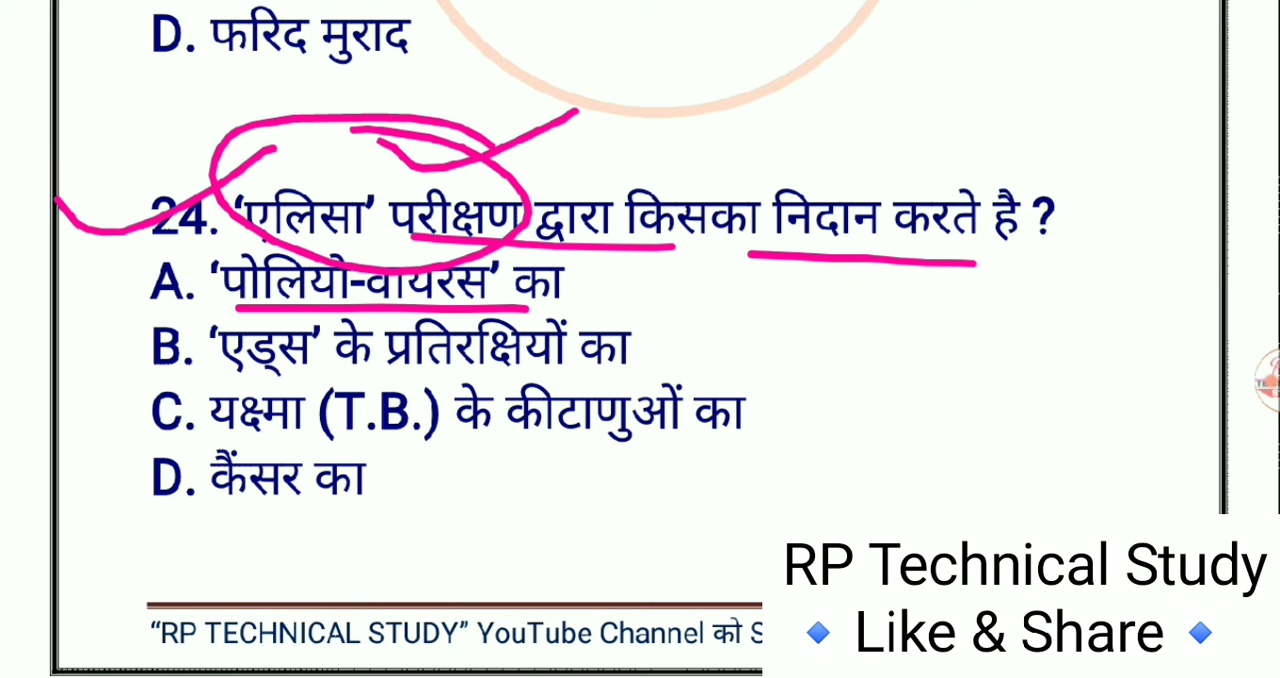 D. फरिद मुराद
24. ‘एलिसा’ परीक्षण द्वारा किसका निदान करते है ?
A. ‘पोलियो-वायरस’ का
B. ‘एड्स’ के प्रतिरक्षियों का
C. यक्ष्मा (T.B.) के कीटाणुओं का
D. कैंसर का
RP Technical Study
“RP TECHNICAL STUDY” YouTube Channel को S
🔹 Like & Share 🔹